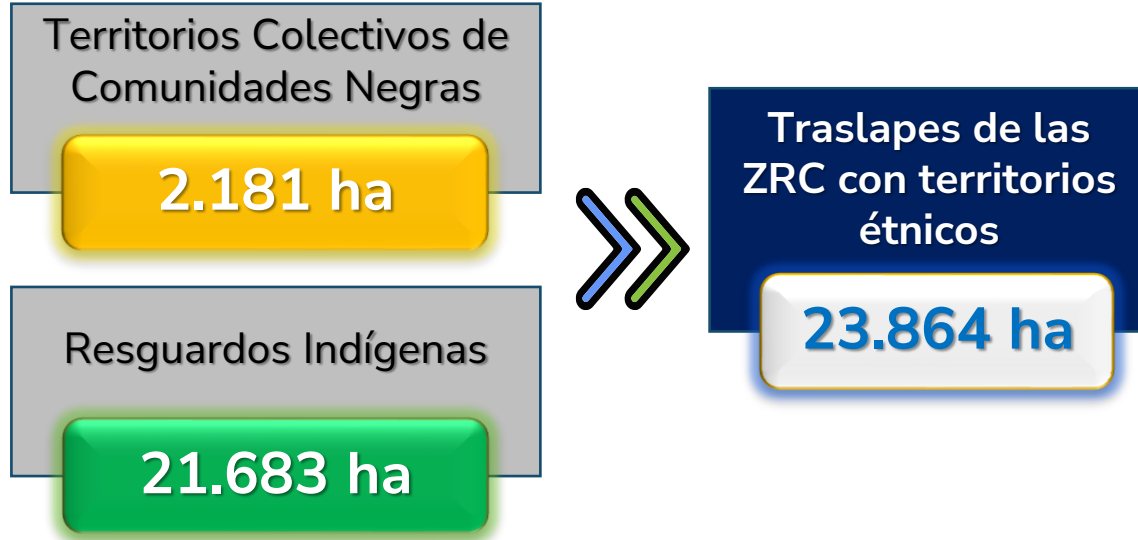 Territorios Colectivos de
Comunidades Negras
2.181 ha
Resguardos Indígenas
21.683 ha
Traslapes de las
ZRC con territorios
étnicos
23.864 ha